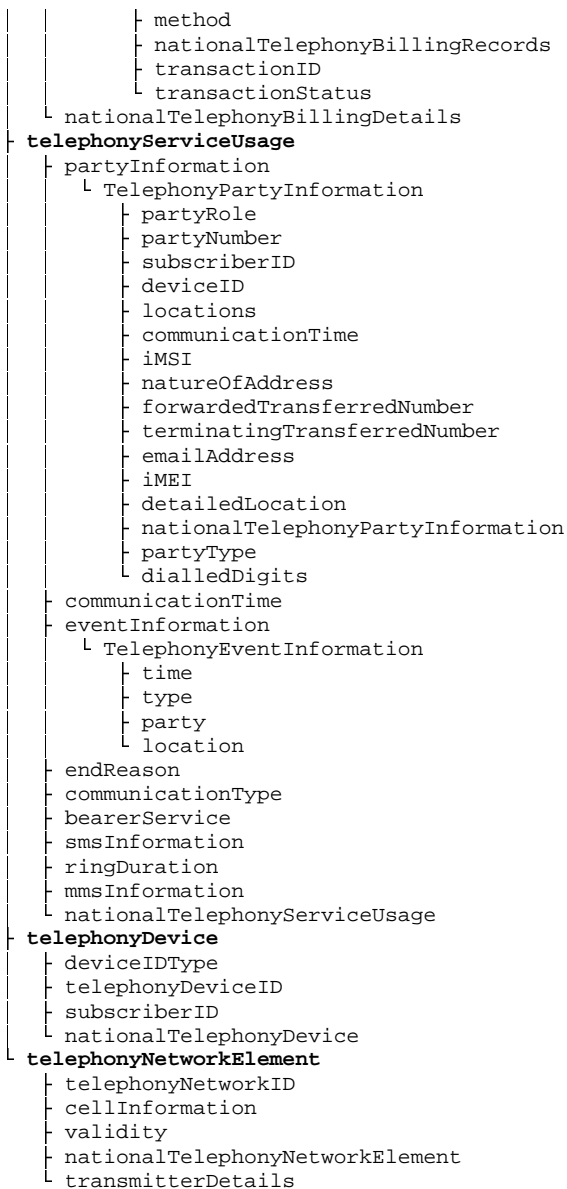 method
nationalTelephonyBillingRecords
transactionID
transactionStatus
nationalTelephonyBillingDetails
telephonyServiceUsage
partyInformation
TelephonyPartyInformation
partyRole
partyNumber
subscriberID
deviceID
locations
communicationTime
iMSI
natureOfAddress
forwardedTransferredNumber
terminatingTransferredNumber
emailAddress
iMEI
detailedLocation
nationalTelephonyPartyInformation
partyType
dialledDigits
communicationTime
eventInformation
TelephonyEventInformation
time
type
party
location
endReason
communicationType
bearerService
smsInformation
ringDuration
mmsInformation
nationalTelephonyServiceUsage
telephonyDevice
deviceIDType
telephonyDeviceID
subscriberID
nationalTelephonyDevice
telephonyNetworkElement
telephonyNetworkID
cellInformation
validity
nationalTelephonyNetworkElement
transmitterDetails